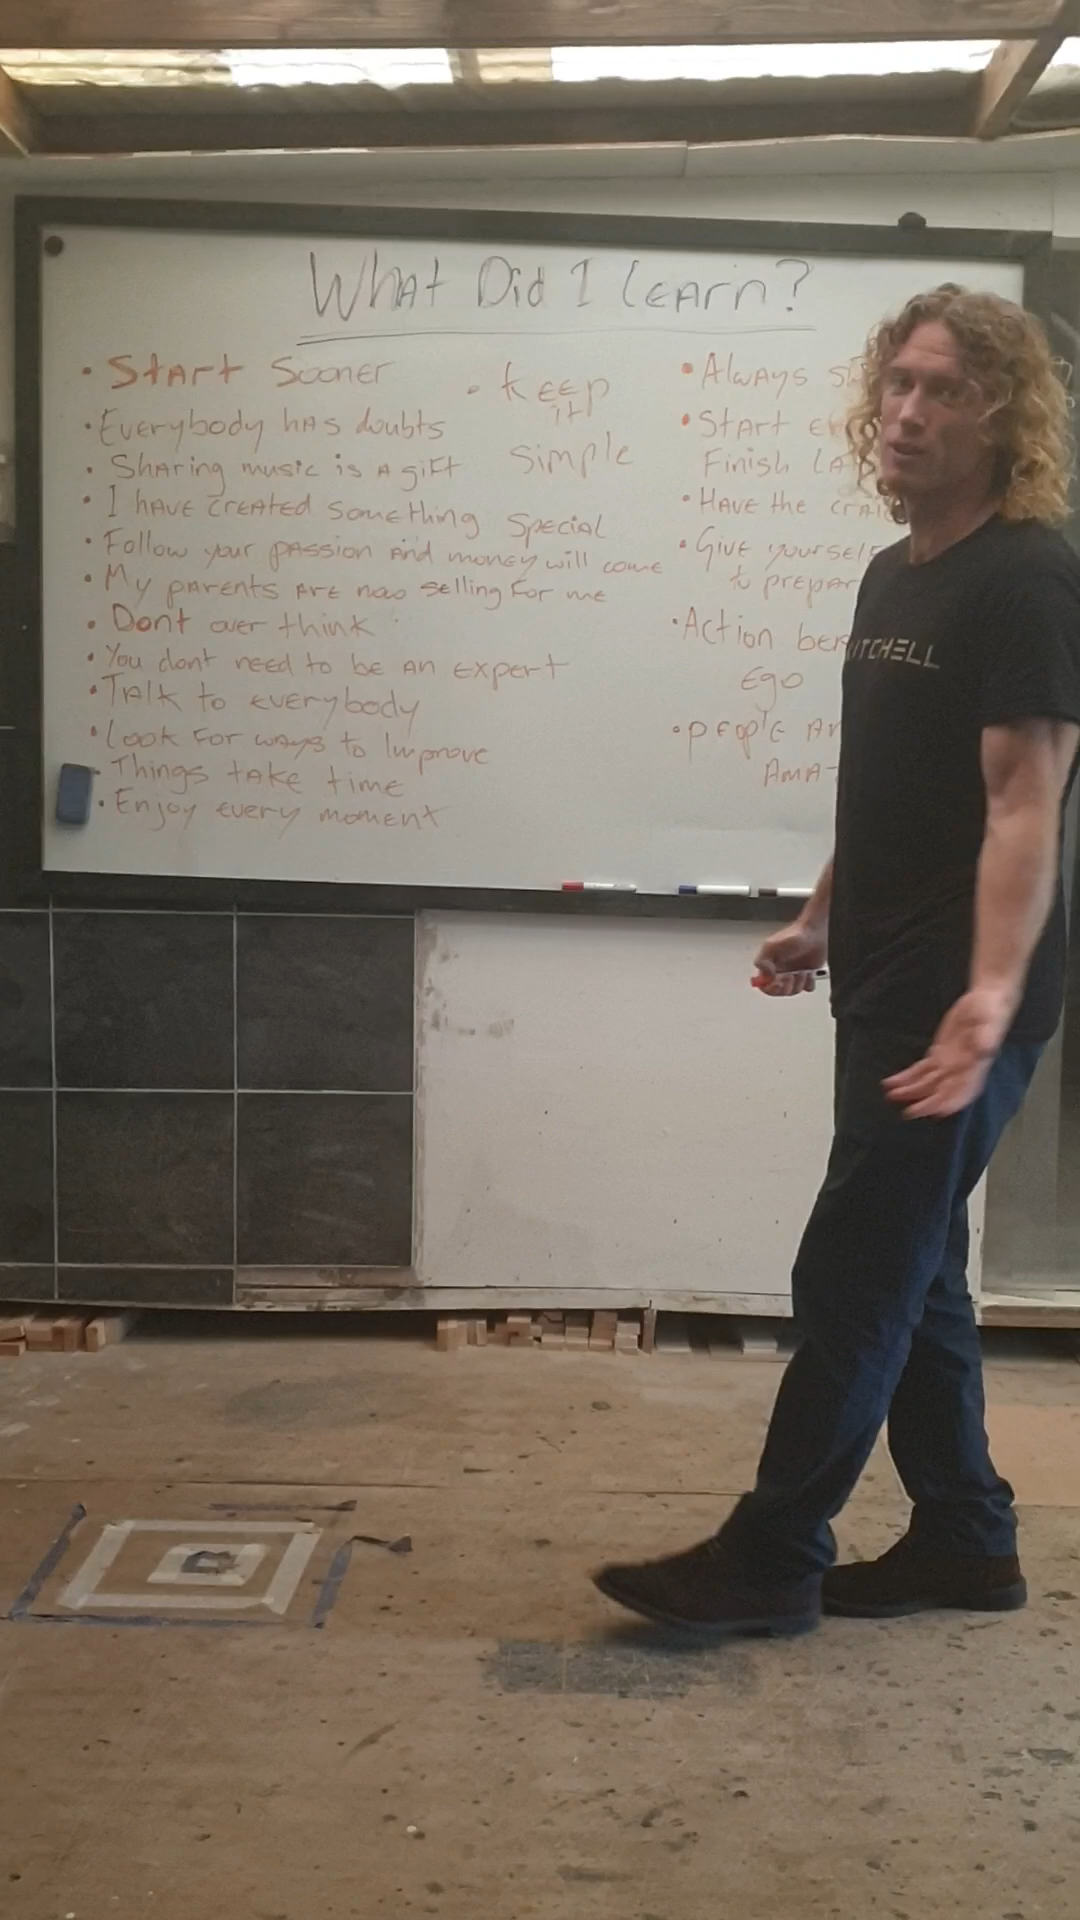 What Did I Learn?
• Start Sooner
• Everybody has doubts
• Sharing music is a gift
• I have created something special
• Follow your passion and money will come
• My parents are now selling for me
• Dont over think
• You dont need to be an expert
• Talk to everybody
• Look for ways to Improve
• Things take time
• Enjoy every moment
• Keep
it
simple
• Always
• Start
Finish
• Have the
• Give yourself
to
• Action
Ego
• people
ITCHELL